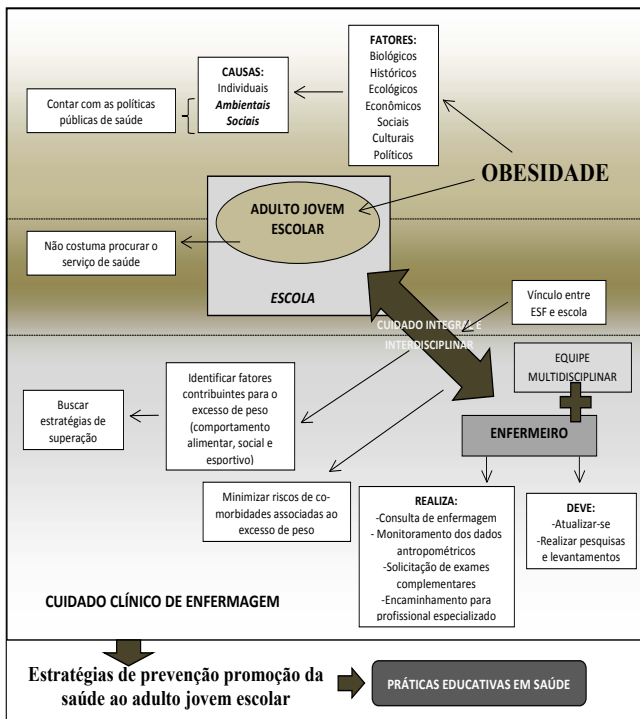 FATORES:
Biológicos
Históricos
Ecológicos
Econômicos
Sociais
Culturais
Políticos
CAUSAS:
Individuais
Ambientais
Sociais
Contar com as políticas
públicas de saúde
OBESIDADE
ADULTO JOVEM
ESCOLAR
Não costuma procurar o
serviço de saúde
ESCOLA
Vínculo entre
ESF e escola
CUIDADO INTEGRAL E
INTERDISCIPLINAR
EQUIPE
MULTIDISCIPLINAR
Identificar fatores
contribuintes para o
excesso de peso
(comportamento
alimentar, social e
esportivo)
Buscar
estratégias de
superação
ENFERMEIRO
Minimizar riscos de co-
morbidades associadas ao
excesso de peso
REALIZA:
-Consulta de enfermagem
- Monitoramento dos dados
antropométricos
-Solicitação de exames
complementares
-Encaminhamento para
profissional especializado
DEVE:
-Atualizar-se
-Realizar pesquisas
e levantamentos
CUIDADO CLÍNICO DE ENFERMAGEM
Estratégias de prevenção promoção da
saúde ao adulto jovem escolar
PRÁTICAS EDUCATIVAS EM SAÚDE